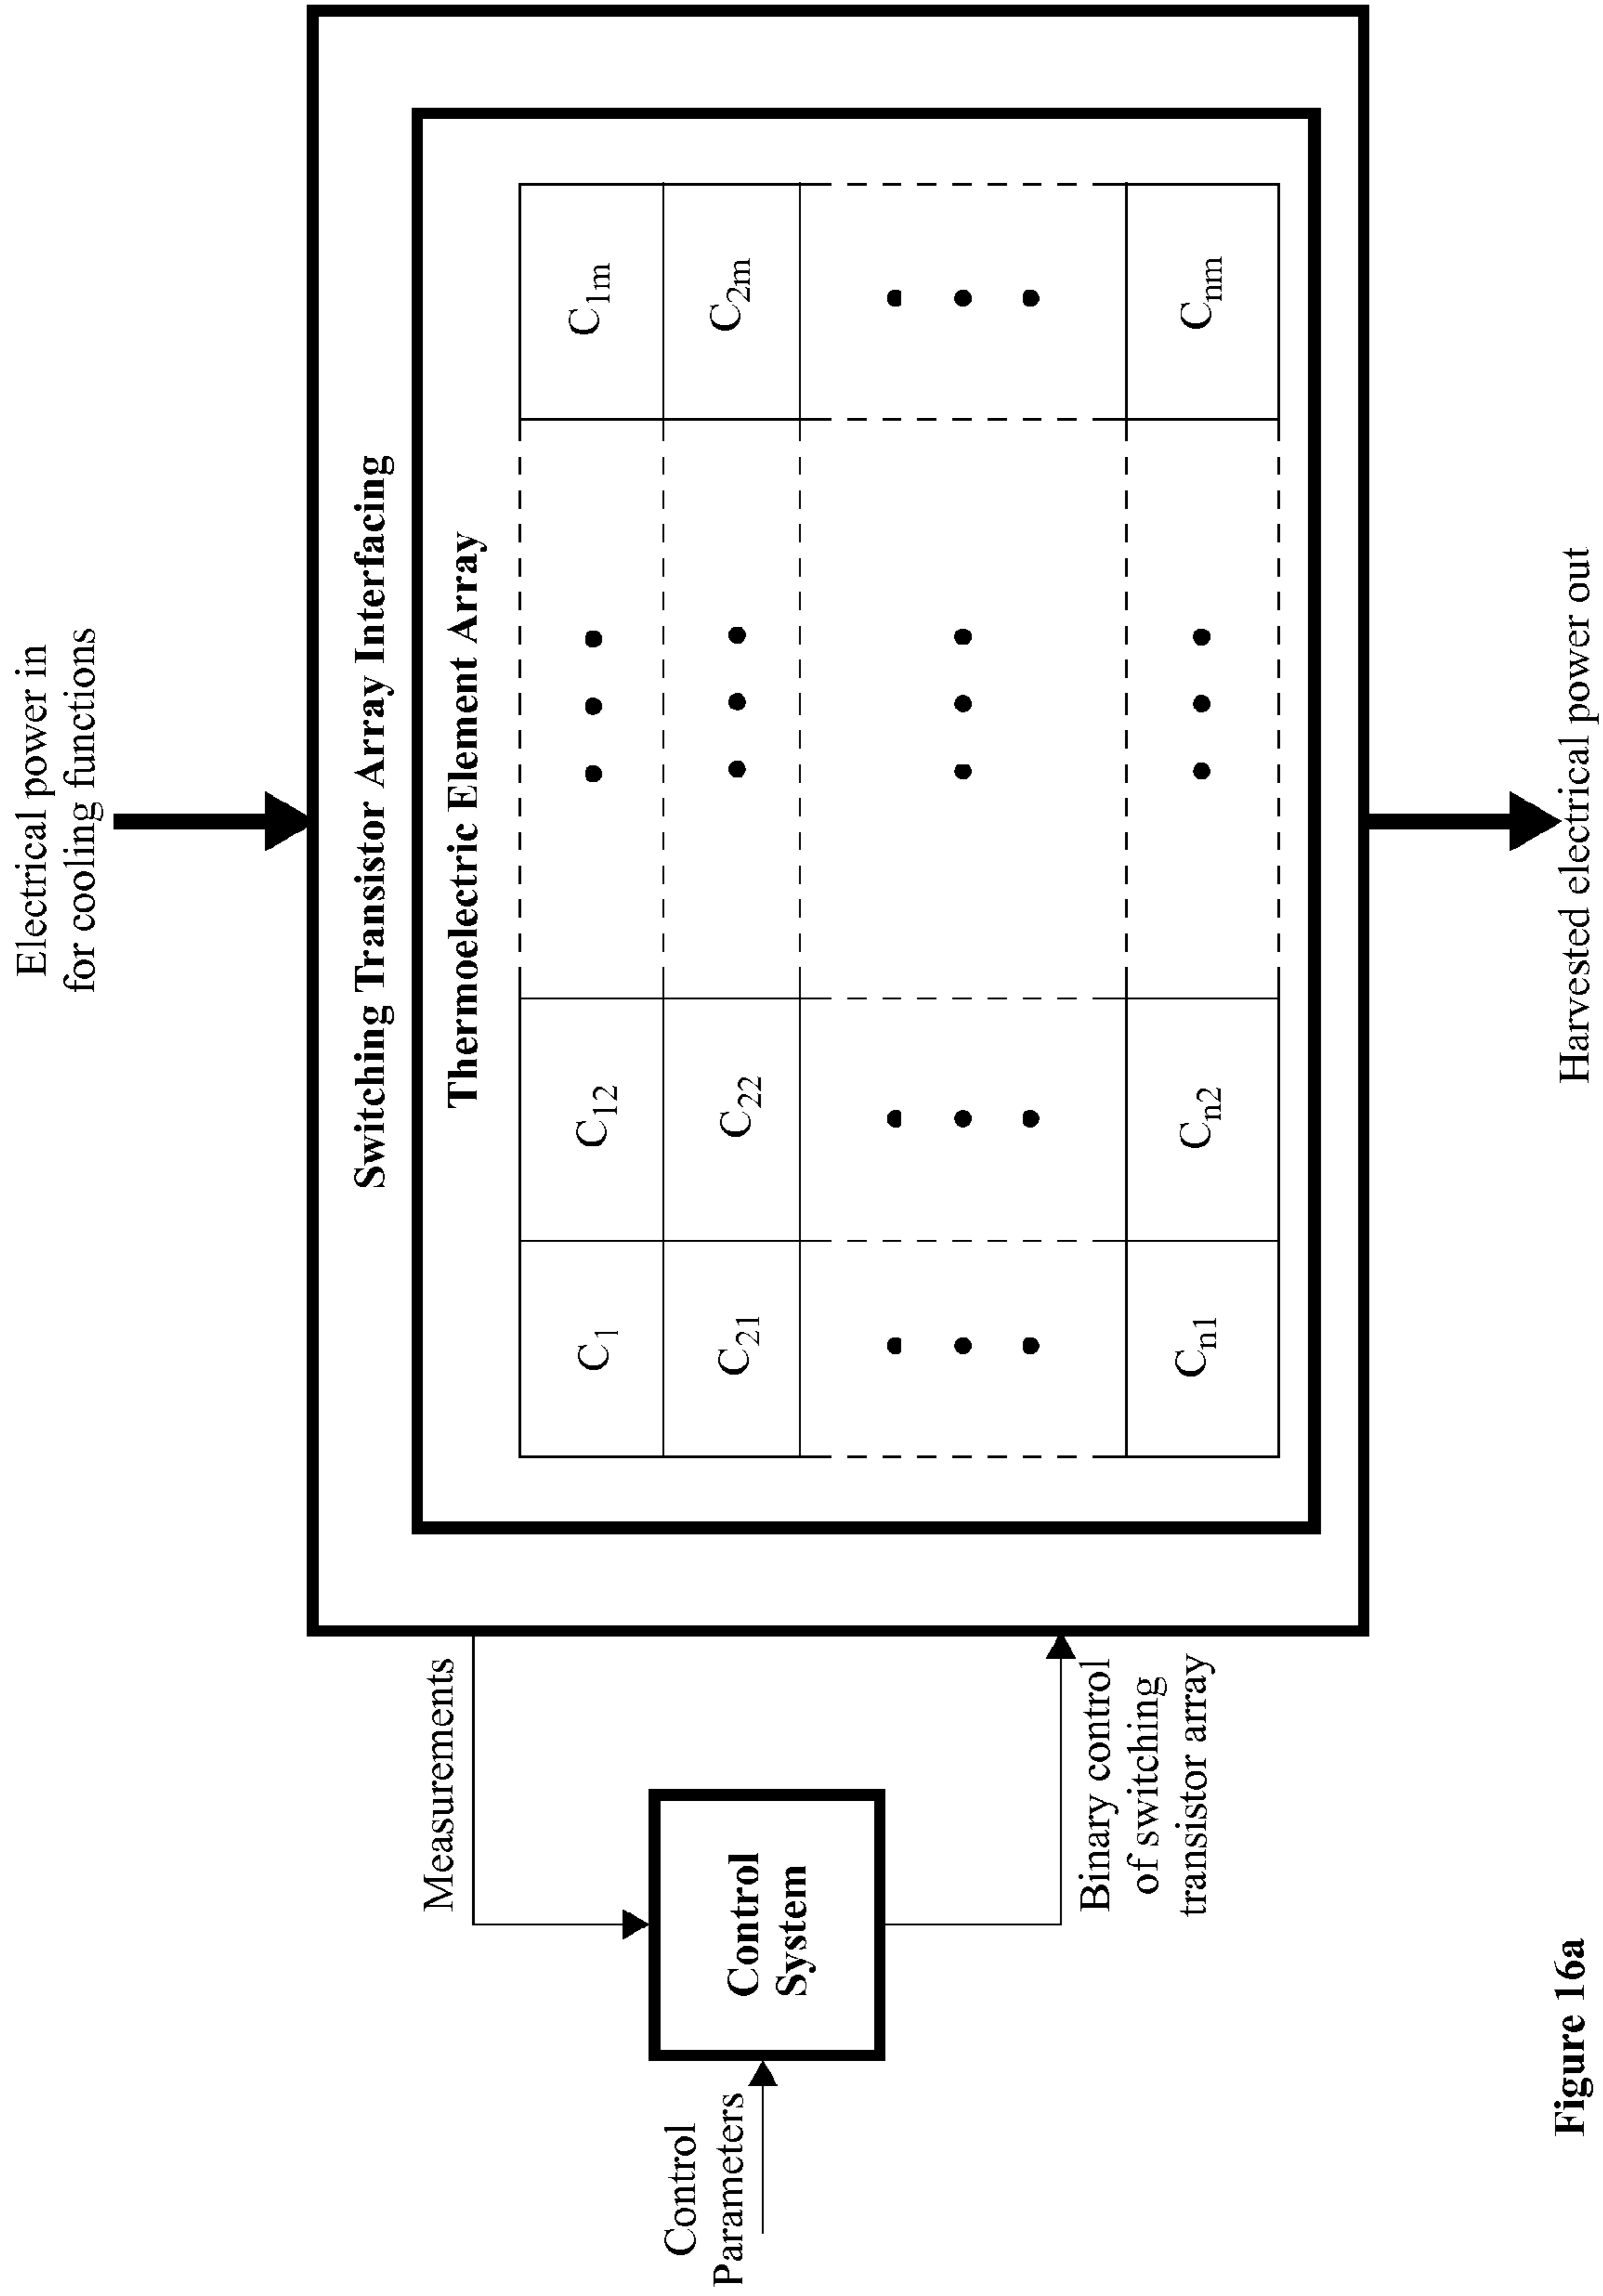 Electrical power in
for cooling functions
Switching Transistor Array Interfacing
Thermoelectric Element Array
C1 C12 C1m
C21 C22 C2m
Cn1 Cn2 Cnm
Measurements
Control
System
Control
Parameters
Binary control
of switching
transistor array
Harvested electrical power out
Figure 16a